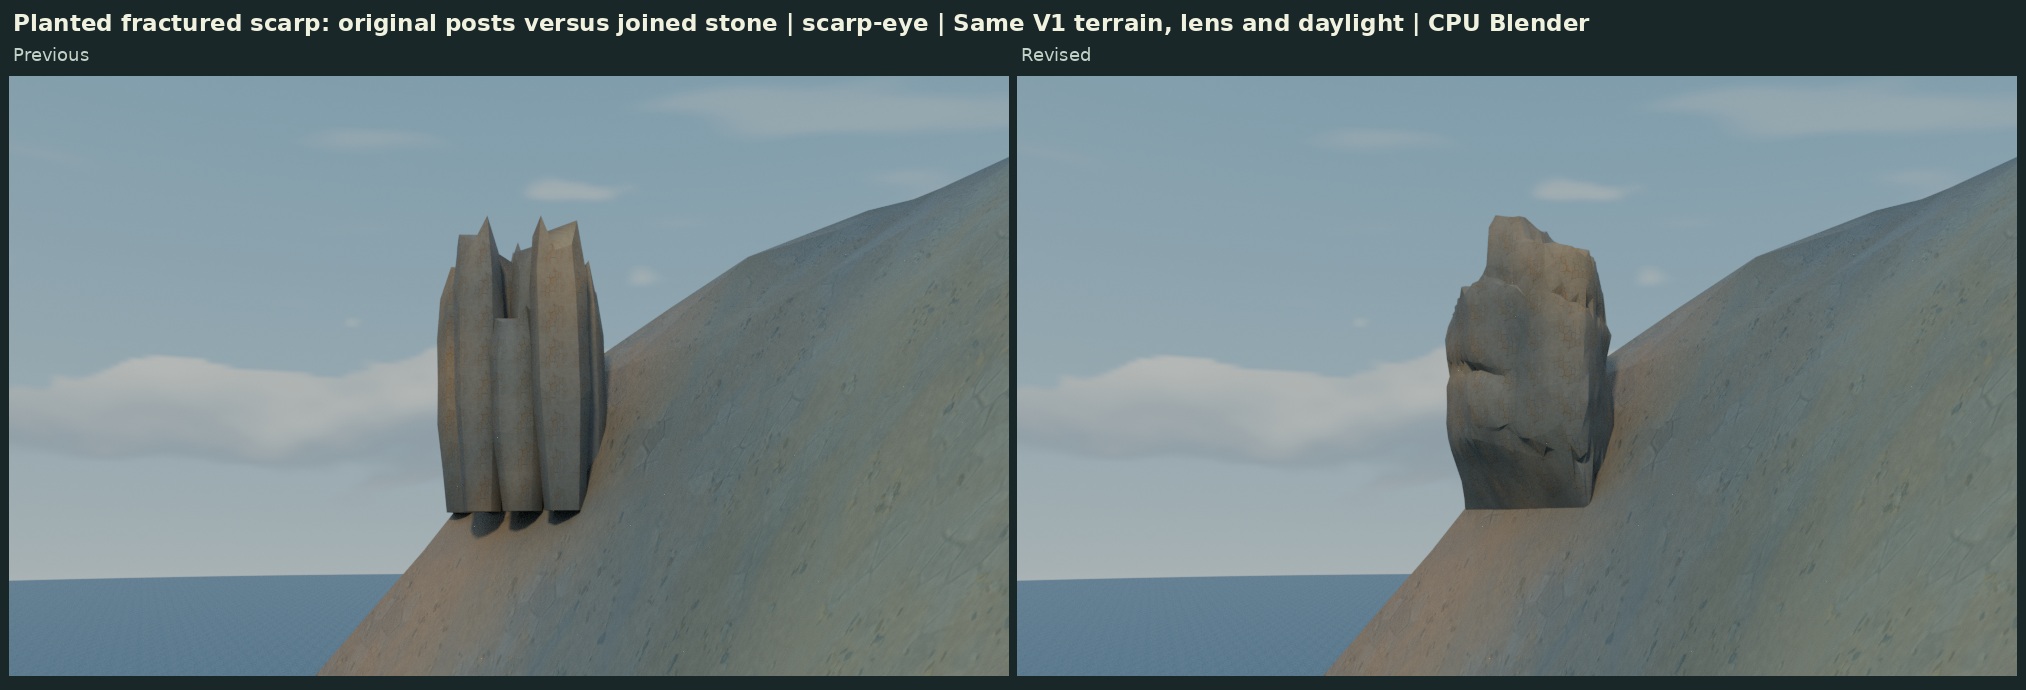 Planted fractured scarp: original posts versus joined stone | scarp-eye | Same V1 terrain, lens and daylight | CPU Blender
Previous
Revised